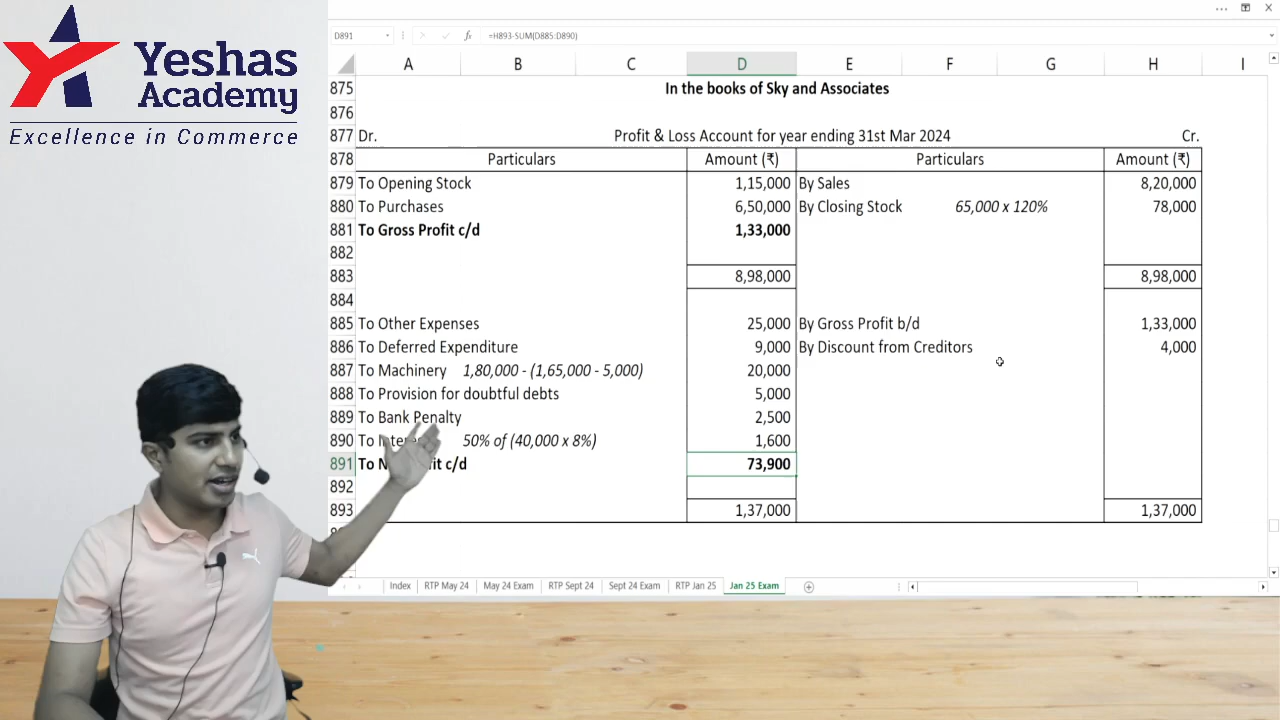 Yeshas
Academy
Excellence in Commerce
D891
fx =H893-SUM(D885:D890)
A B C D E F G H I
875 In the books of Sky and Associates
876
877 Dr. Profit & Loss Account for year ending 31st Mar 2024 Cr.
878 Particulars Amount (₹) Particulars Amount (₹)
879 To Opening Stock 1,15,000 By Sales 8,20,000
880 To Purchases 6,50,000 By Closing Stock 65,000 x 120% 78,000
881 To Gross Profit c/d 1,33,000
882
883 8,98,000 8,98,000
884
885 To Other Expenses 25,000 By Gross Profit b/d 1,33,000
886 To Deferred Expenditure 9,000 By Discount from Creditors 4,000
887 To Machinery 1,80,000 - (1,65,000 - 5,000) 20,000
888 To Provision for doubtful debts 5,000
889 To Bank Penalty 2,500
890 To 50% of (40,000 x 8%) 1,600
891 To c/d 73,900
892
893 1,37,000 1,37,000
Index RTP May 24 May 24 Exam RTP Sept 24 Sept 24 Exam RTP Jan 25 Jan 25 Exam